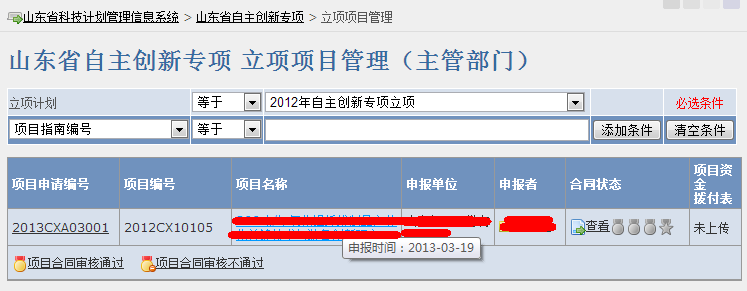 山东省科技计划管理信息系统 > 山东省自主创新专项 > 立项项目管理
山东省自主创新专项 立项项目管理（主管部门）
立项计划 等于 2012年自主创新专项立项 必选条件
项目指南编号 等于 添加条件 清空条件
项目申请编号 项目编号 项目名称 申报单位 申报者 合同状态 项目资金拨付表
2013CXA03001 2012CX10105 查看 未上传
申报时间：2013-03-19
项目合同审核通过 项目合同审核不通过